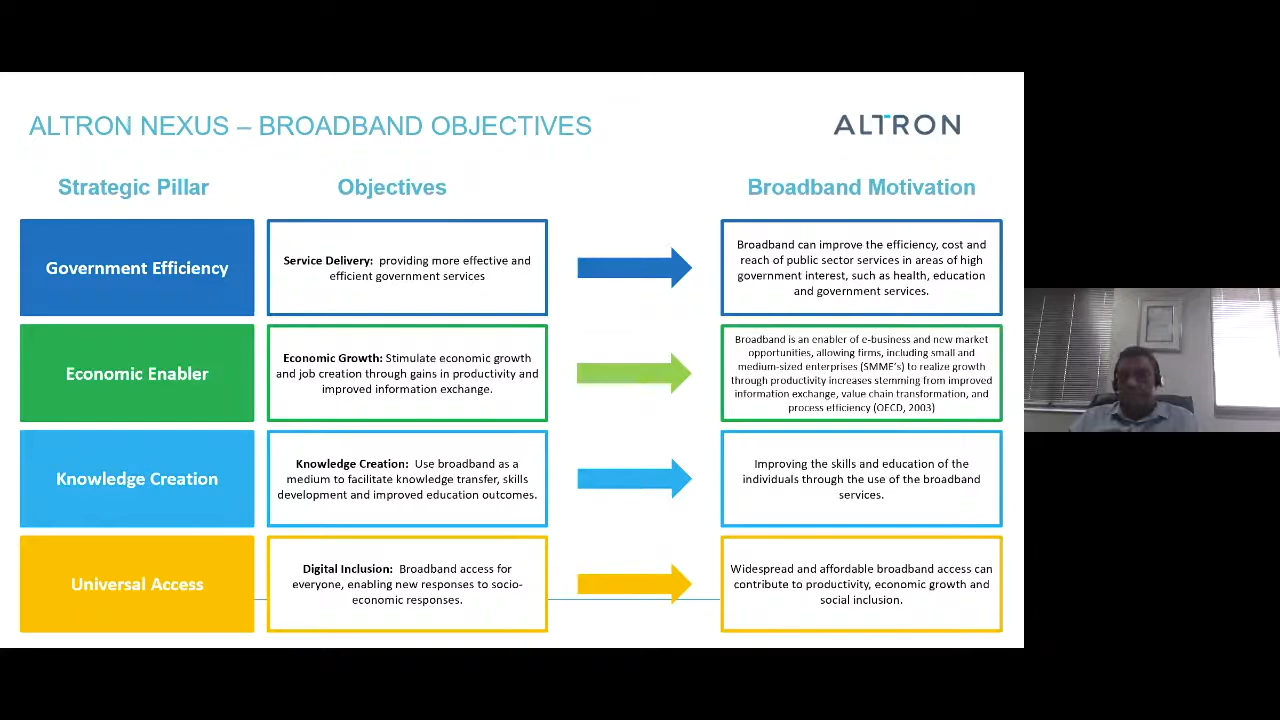 ALTRON NEXUS – BROADBAND OBJECTIVES
ALTRON
Strategic Pillar
Objectives
Broadband Motivation
Government Efficiency
Service Delivery: providing more effective and
efficient government services
Broadband can improve the efficiency, cost and
reach of public sector services in areas of high
government interest, such as health, education
and government services.
Economic Enabler
Economic Growth: Stimulate economic growth
and job creation through gains in productivity and
improved information exchange.
Broadband is an enabler of e-business and new market
opportunities, allowing firms, including small and
medium-sized enterprises (SMME's) to realize growth
through productivity increases stemming from improved
information exchange, value chain transformation, and
process efficiency (OECD, 2003)
Knowledge Creation
Knowledge Creation: Use broadband as a
medium to facilitate knowledge transfer, skills
development and improved education outcomes.
Improving the skills and education of the
individuals through the use of the broadband
services.
Universal Access
Digital Inclusion: Broadband access for
everyone, enabling new responses to socio-
economic responses.
Widespread and affordable broadband access can
contribute to productivity, economic growth and
social inclusion.